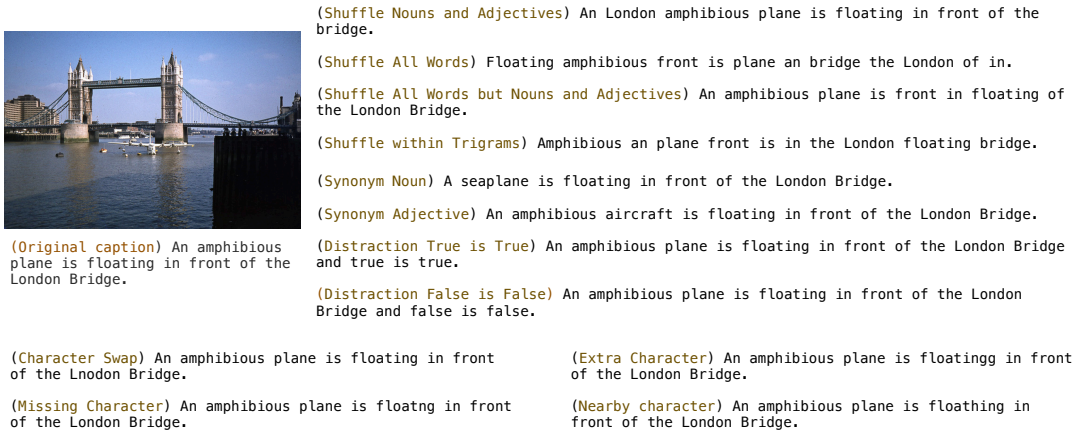 (Shuffle Nouns and Adjectives) An London amphibious plane is floating in front of the
bridge.
(Shuffle All Words) Floating amphibious front is plane an bridge the London of in.
(Shuffle All Words but Nouns and Adjectives) An amphibious plane is front in floating of
the London Bridge.
(Shuffle within Trigrams) Amphibious an plane front is in the London floating bridge.
(Synonym Noun) A seaplane is floating in front of the London Bridge.
(Synonym Adjective) An amphibious aircraft is floating in front of the London Bridge.
(Distraction True is True) An amphibious plane is floating in front of the London Bridge
and true is true.
(Distraction False is False) An amphibious plane is floating in front of the London
Bridge and false is false.
(Original caption) An amphibious
plane is floating in front of the
London Bridge.
(Character Swap) An amphibious plane is floating in front
of the Lnodon Bridge.
(Missing Character) An amphibious plane is floatng in front
of the London Bridge.
(Extra Character) An amphibious plane is floatingg in front
of the London Bridge.
(Nearby character) An amphibious plane is floathing in
front of the London Bridge.